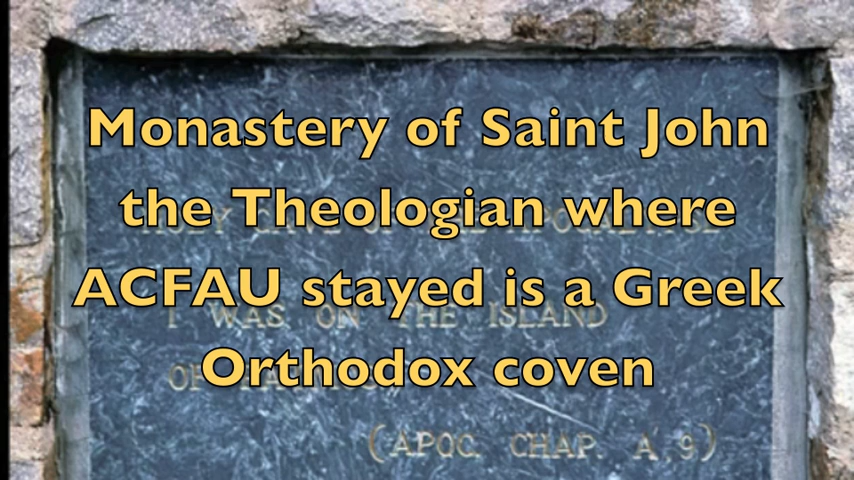 Monastery of Saint John
the Theologian where
ACFAU stayed is a Greek
I WAS ON THE ISLAND
Orthodox coven
(APOC. CHAP. A,9)